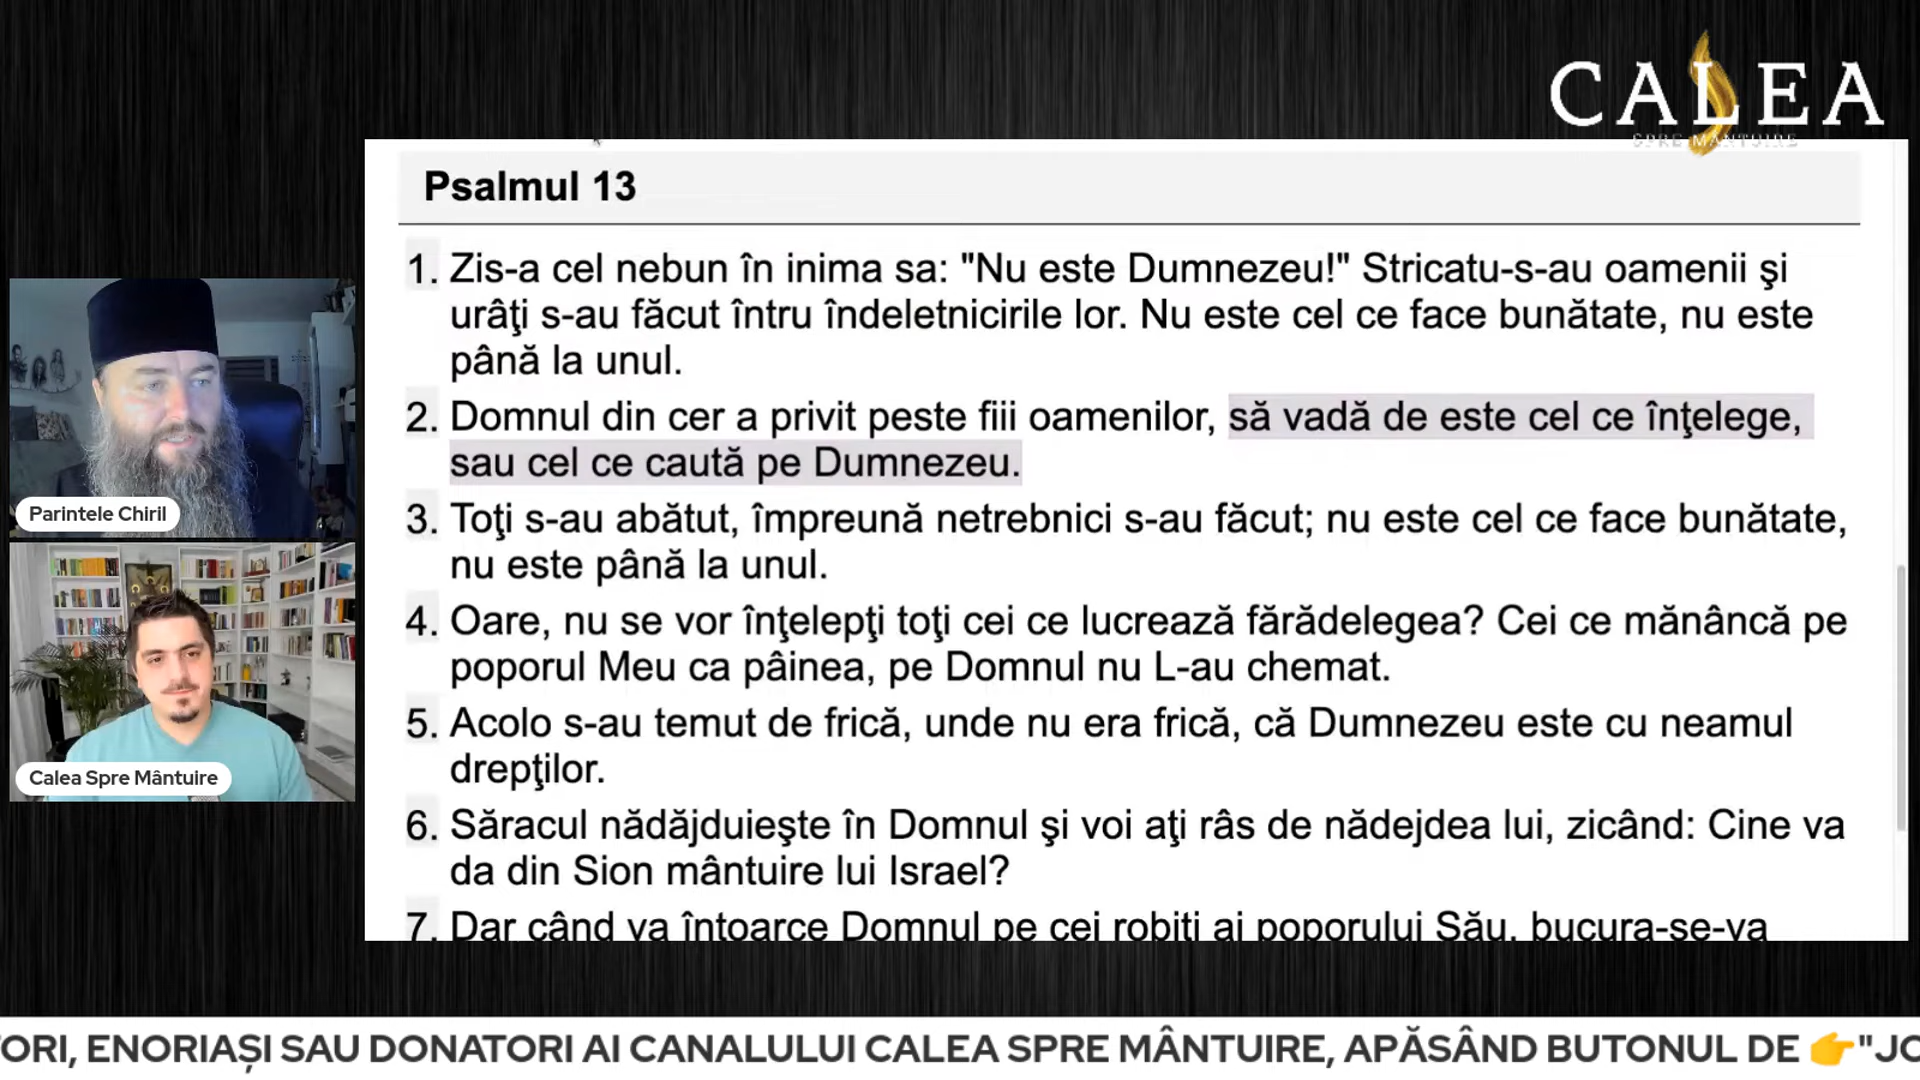 CALEA
SPRE MÂNTUIRE
Psalmul 13
1. Zis-a cel nebun în inima sa: "Nu este Dumnezeu!" Stricatu-s-au oamenii şi
urâţi s-au făcut întru îndeletnicirile lor. Nu este cel ce face bunătate, nu este
până la unul.
2. Domnul din cer a privit peste fiii oamenilor, să vadă de este cel ce înţelege,
sau cel ce caută pe Dumnezeu.
3. Toţi s-au abătut, împreună netrebnici s-au făcut; nu este cel ce face bunătate,
nu este până la unul.
4. Oare, nu se vor înţelepţi toţi cei ce lucrează fărădelegea? Cei ce mănâncă pe
poporul Meu ca pâinea, pe Domnul nu L-au chemat.
5. Acolo s-au temut de frică, unde nu era frică, că Dumnezeu este cu neamul
drepţilor.
6. Săracul nădăjduieşte în Domnul şi voi aţi râs de nădejdea lui, zicând: Cine va
da din Sion mântuire lui Israel?
7. Dar când va întoarce Domnul pe cei robiţi ai poporului Său, bucura-se-va
Parintele Chiril
Calea Spre Mântuire
ORI, ENORIAȘI SAU DONATORI AI CANALULUI CALEA SPRE MÂNTUIRE, APĂSÂND BUTONUL DE 👉"JO